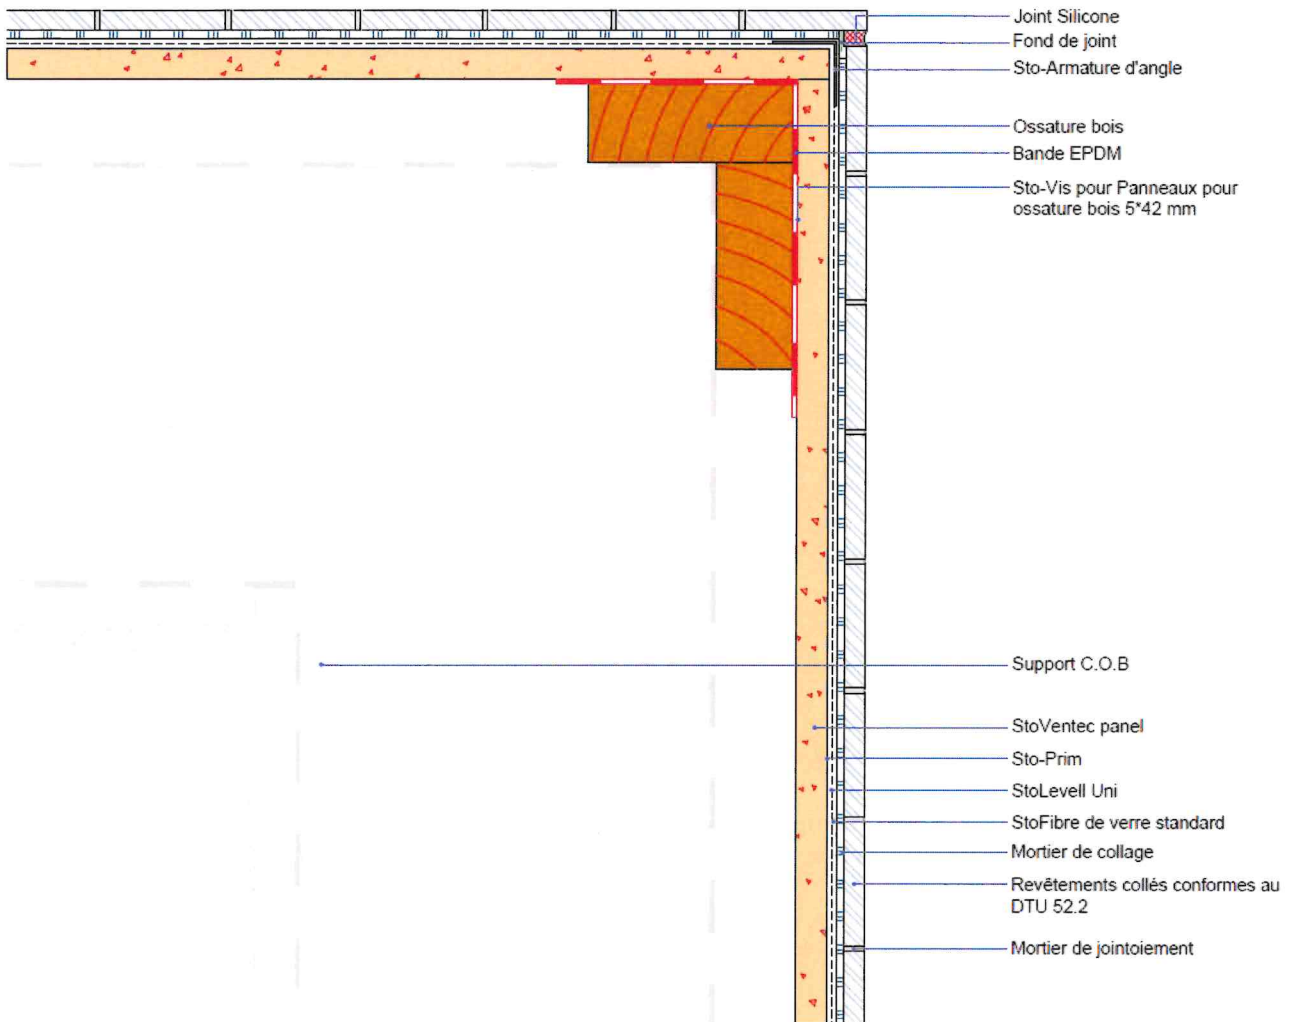 Joint Silicone
Fond de joint
Sto-Armature d'angle
Ossature bois
Bande EPDM
Sto-Vis pour Panneaux pour
ossature bois 5*42 mm
Support C.O.B
StoVentec panel
Sto-Prim
StoLevell Uni
StoFibre de verre standard
Mortier de collage
Revêtements collés conformes au
DTU 52.2
Mortier de jointoiement